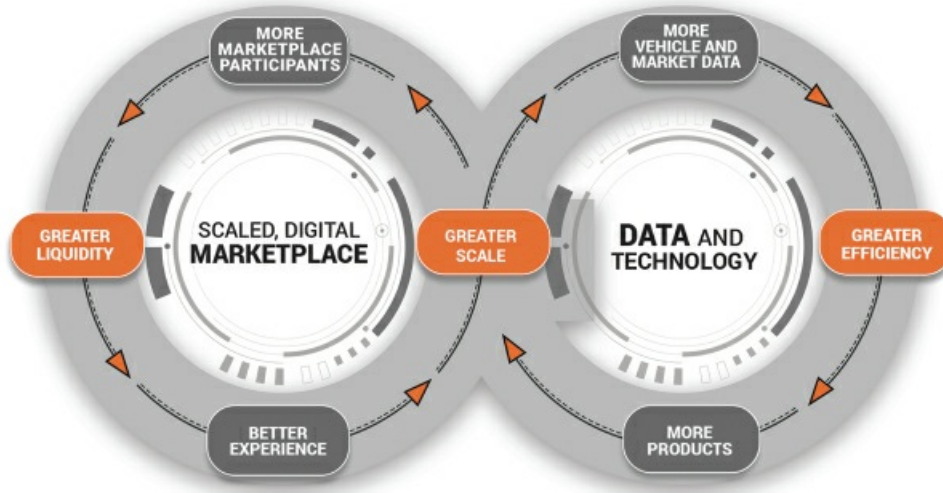 MORE
MARKETPLACE
PARTICIPANTS
MORE
VEHICLE AND
MARKET DATA
GREATER
LIQUIDITY
SCALED, DIGITAL
MARKETPLACE
GREATER
SCALE
DATA AND
TECHNOLOGY
GREATER
EFFICIENCY
BETTER
EXPERIENCE
MORE
PRODUCTS